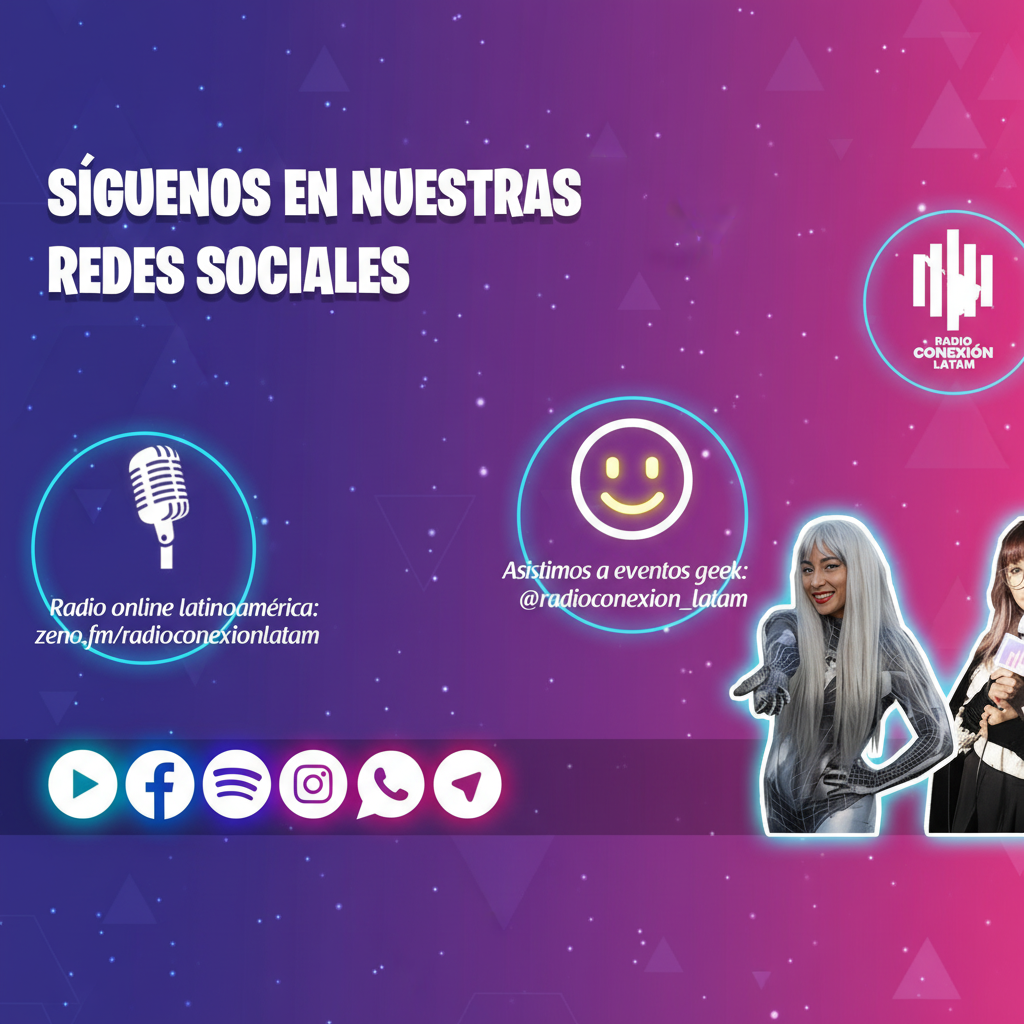 SÍGUENOS EN NUESTRAS
REDES SOCIALES
RADIO
CONEXIÓN
LATAM
Asistimos a eventos geek:
@radioconexion_latam
Radio online latinoamérica:
zeno.fm/radioconexionlatam